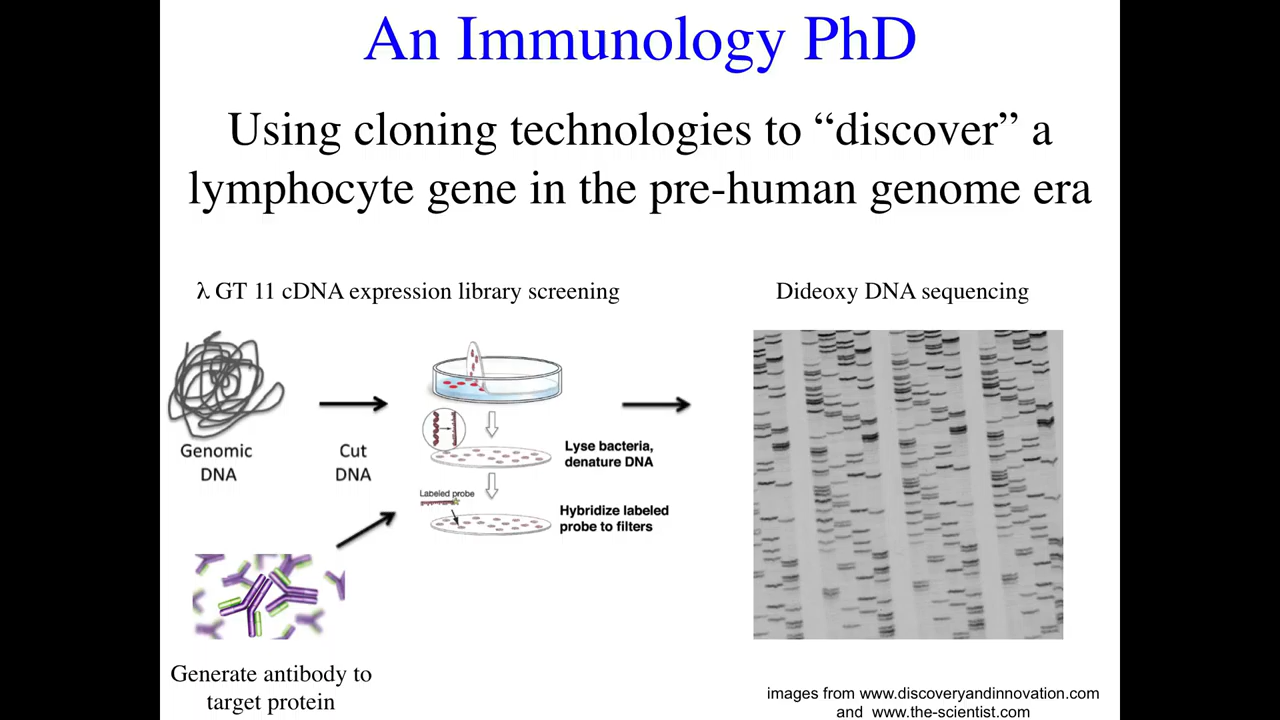 An Immunology PhD
Using cloning technologies to “discover” a
lymphocyte gene in the pre-human genome era
λ GT 11 cDNA expression library screening
Dideoxy DNA sequencing
Genomic
DNA
Cut
DNA
Lyse bacteria,
denature DNA
Labeled probe
Hybridize labeled
probe to filters
Generate antibody to
target protein
images from www.discoveryandinnovation.com
and www.the-scientist.com